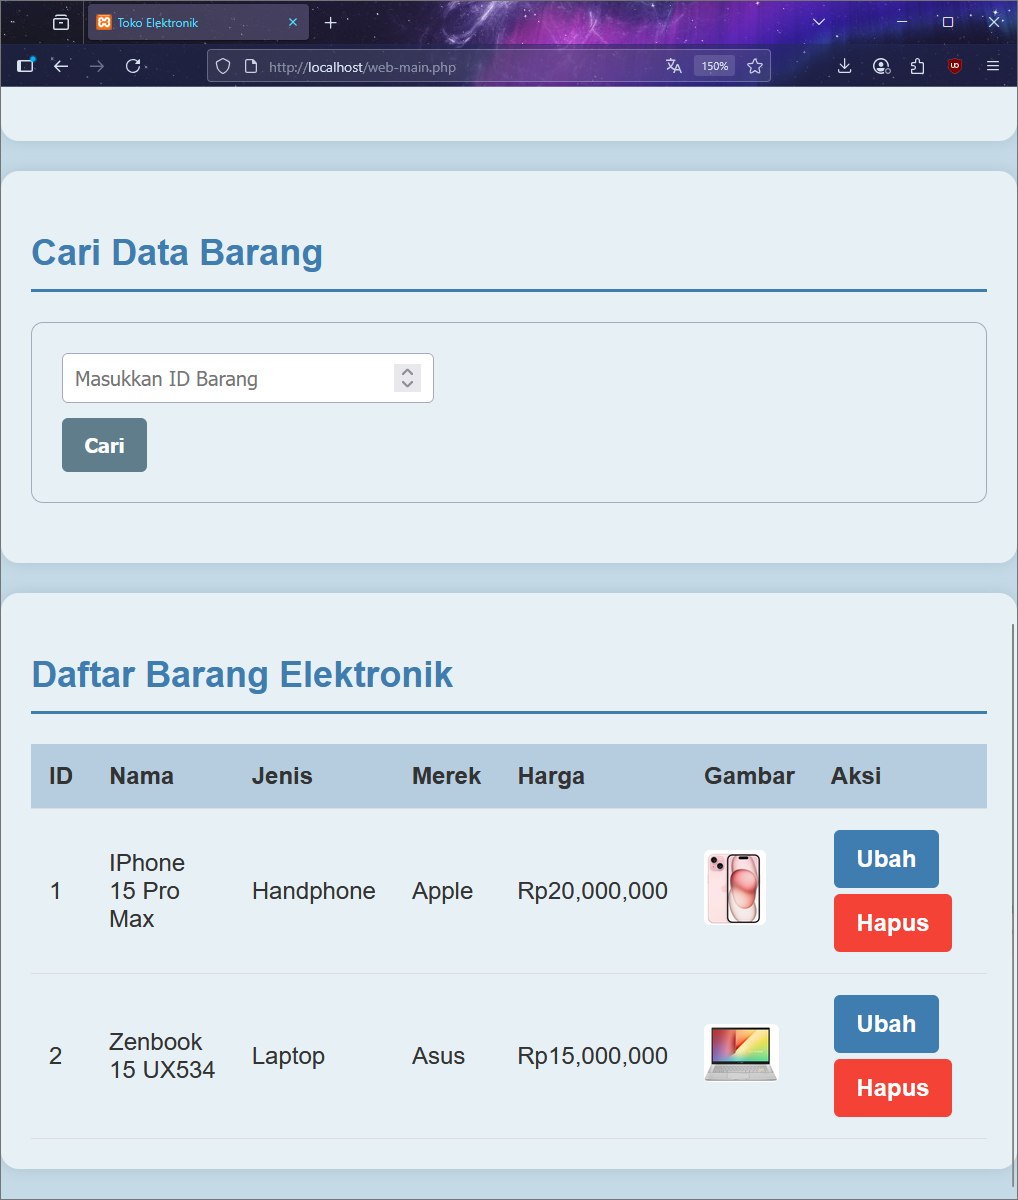 Toko Elektronik
http://localhost/web-main.php
150%
Cari Data Barang
Masukkan ID Barang
Cari
Daftar Barang Elektronik
ID Nama Jenis Merek Harga Gambar Aksi
1 IPhone 15 Pro Max Handphone Apple Rp20,000,000 Ubah Hapus
2 Zenbook 15 UX534 Laptop Asus Rp15,000,000 Ubah Hapus